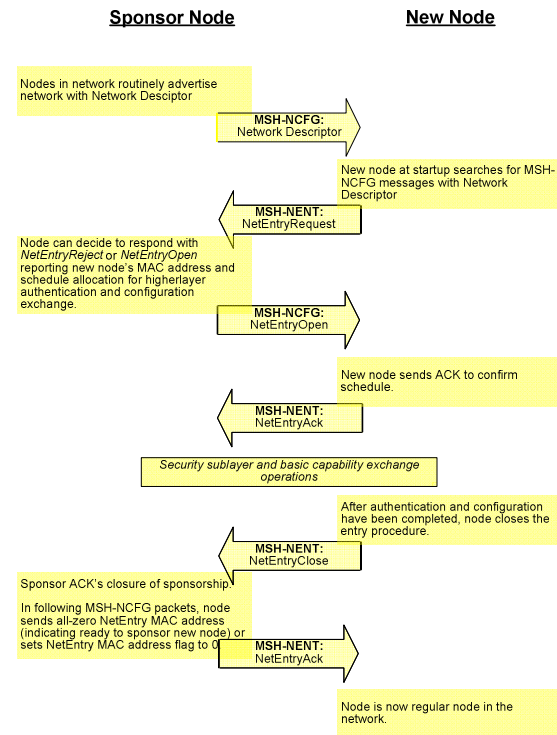 Sponsor Node
New Node
Nodes in network routinely advertise
network with Network Desciptor
MSH-NCFG:
Network Descriptor
New node at startup searches for MSH-
NCFG messages with Network
Descriptor
MSH-NENT:
NetEntryRequest
Node can decide to respond with
NetEntryReject or NetEntryOpen
reporting new node's MAC address and
schedule allocation for higherlayer
authentication and configuration
exchange.
MSH-NCFG:
NetEntryOpen
New node sends ACK to confirm
schedule.
MSH-NENT:
NetEntryAck
Security sublayer and basic capability exchange
operations
After authentication and configuration
have been completed, node closes the
entry procedure.
MSH-NENT:
NetEntryClose
Sponsor ACK's closure of sponsorship.
In following MSH-NCFG packets, node
sends all-zero NetEntry MAC address
(indicating ready to sponsor new node) or
sets NetEntry MAC address flag to 0.
MSH-NENT:
NetEntryAck
Node is now regular node in the
network.